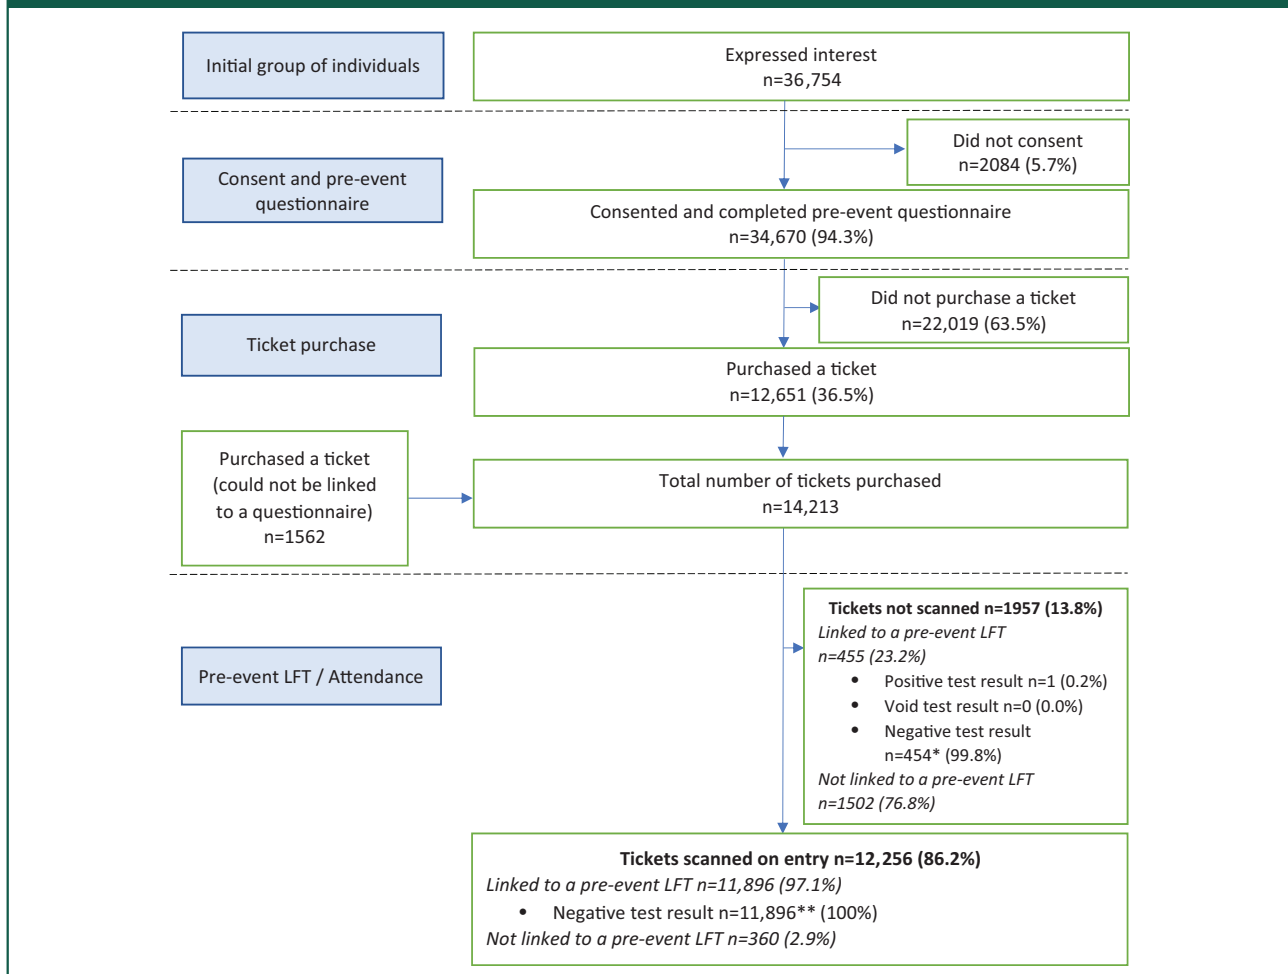 Initial group of individuals
Expressed interest
n=36,754
Did not consent
n=2084 (5.7%)
Consent and pre-event
questionnaire
Consented and completed pre-event questionnaire
n=34,670 (94.3%)
Did not purchase a ticket
n=22,019 (63.5%)
Ticket purchase
Purchased a ticket
n=12,651 (36.5%)
Purchased a ticket
(could not be linked
to a questionnaire)
n=1562
Total number of tickets purchased
n=14,213
Pre-event LFT / Attendance
Tickets not scanned n=1957 (13.8%)
Linked to a pre-event LFT
n=455 (23.2%)
• Positive test result n=1 (0.2%)
• Void test result n=0 (0.0%)
• Negative test result
n=454* (99.8%)
Not linked to a pre-event LFT
n=1502 (76.8%)
Tickets scanned on entry n=12,256 (86.2%)
Linked to a pre-event LFT n=11,896 (97.1%)
• Negative test result n=11,896** (100%)
Not linked to a pre-event LFT n=360 (2.9%)